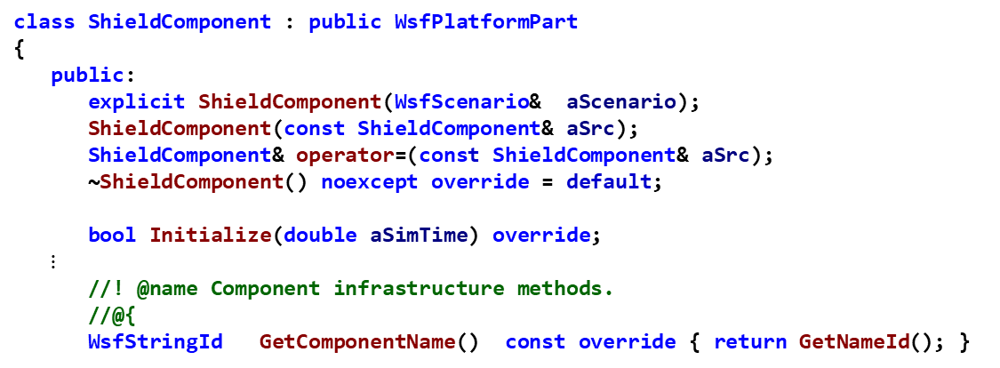 class ShieldComponent : public WsfPlatformPart
{
   public:
      explicit ShieldComponent(WsfScenario&  aScenario);
      ShieldComponent(const ShieldComponent& aSrc);
      ShieldComponent& operator=(const ShieldComponent& aSrc);
      ~ShieldComponent() noexcept override = default;

      bool Initialize(double aSimTime) override;
   ⋮
      //! @name Component infrastructure methods.
      //@{
      WsfStringId   GetComponentName()  const override { return GetNameId(); }